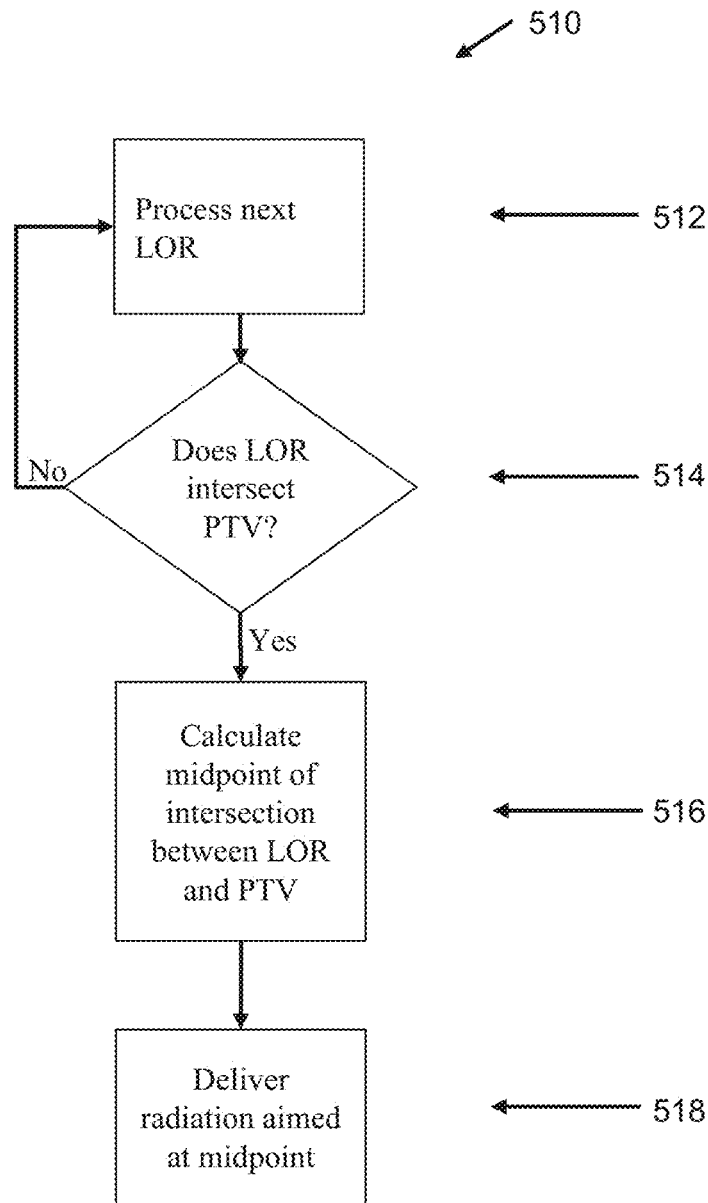 510
Process next
LOR
512
Does LOR
intersect
PTV?
No
514
Yes
Calculate
midpoint of
intersection
between LOR
and PTV
516
Deliver
radiation aimed
at midpoint
518